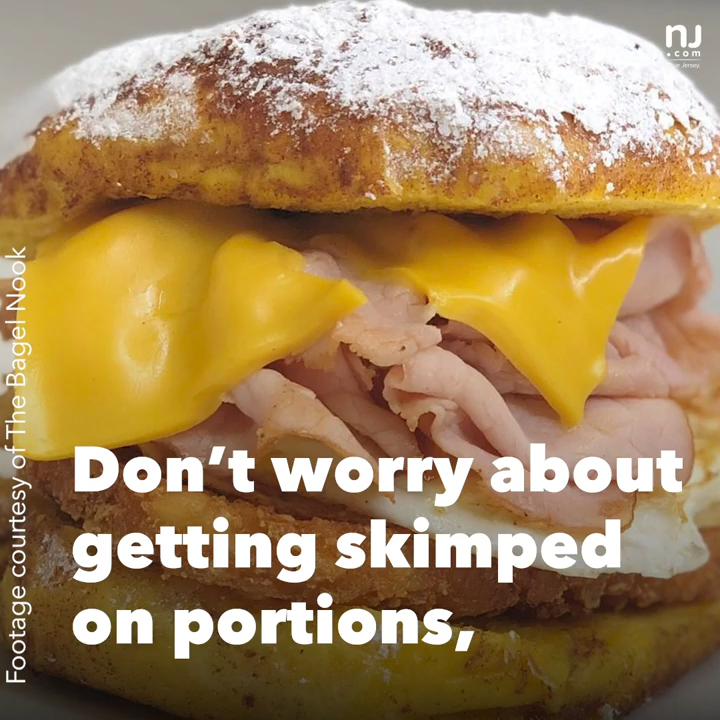 nj
.com
Footage courtesy of The Bagel Nook
Don’t worry about
getting skimped
on portions,